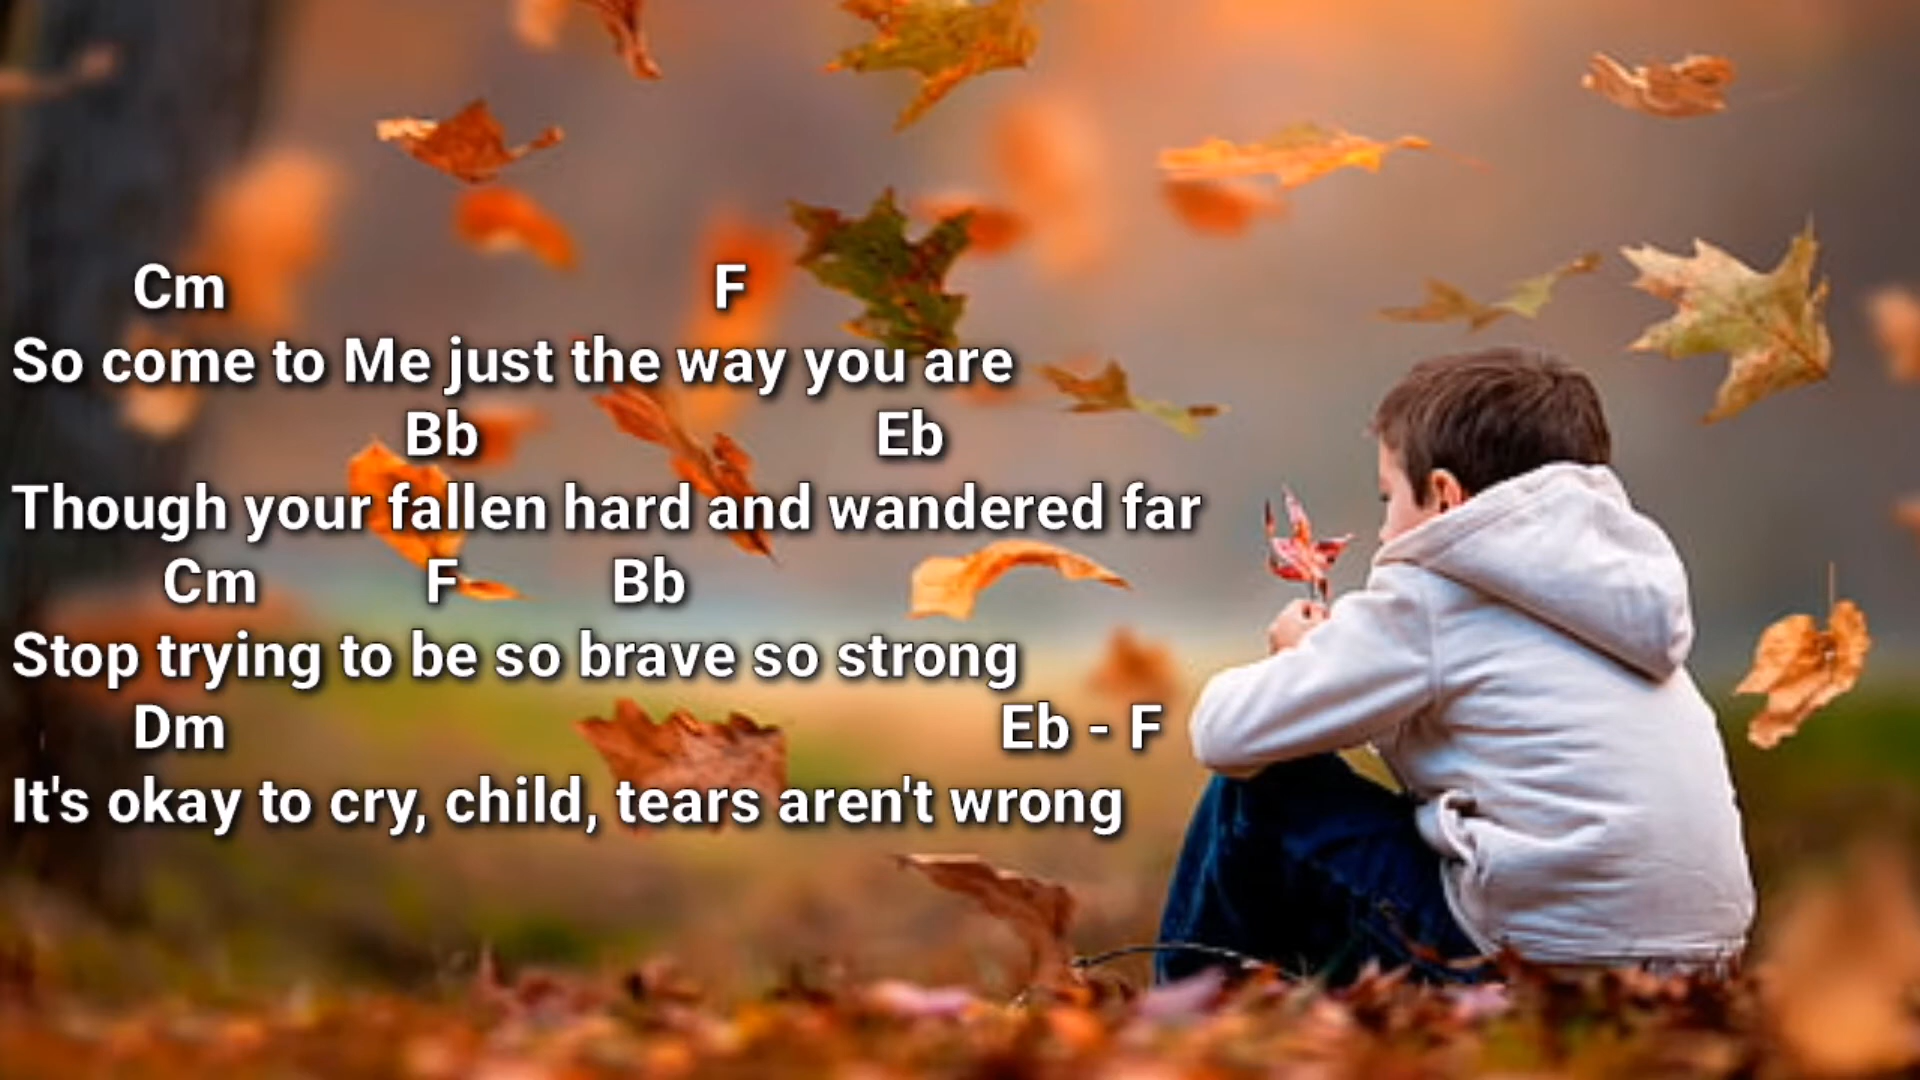 Cm F
So come to Me just the way you are
Bb Eb
Though your fallen hard and wandered far
Cm F Bb
Stop trying to be so brave so strong
Dm Eb - F
It's okay to cry, child, tears aren't wrong